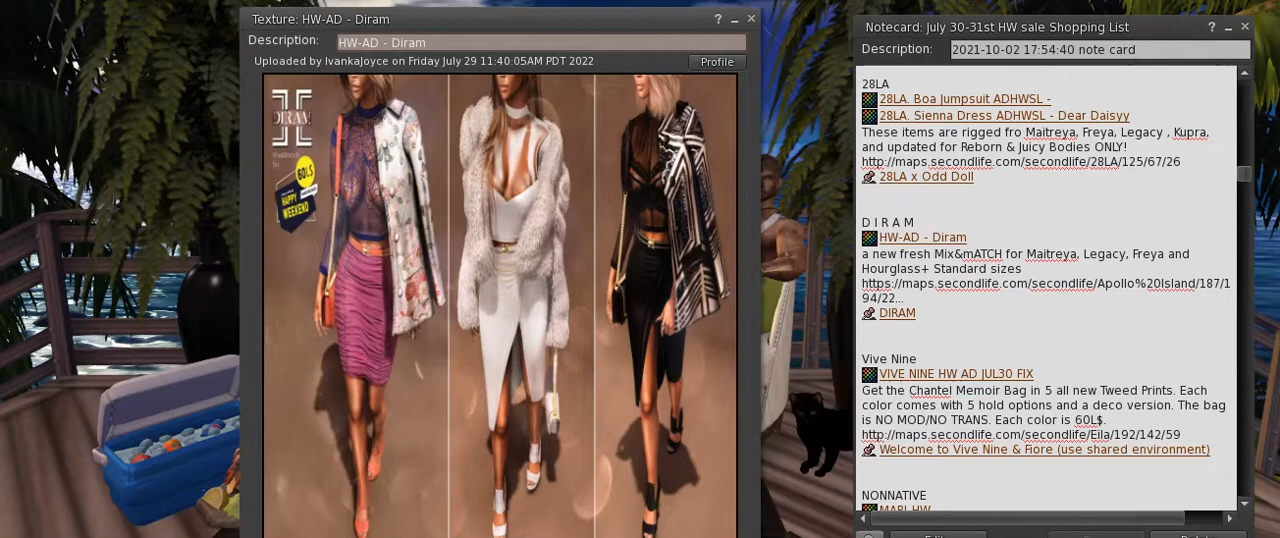 Texture: HW-AD - Diram
Description: HW-AD - Diram
Uploaded by IvankaJoyce on Friday July 29 11:40:05AM PDT 2022
Profile
DIRAM
60L$
HAPPY
WEEKEND
Notecard: July 30-31st HW sale Shopping List
Description: 2021-10-02 17:54:40 note card
28LA
28LA. Boa Jumpsuit ADHWSL -
28LA. Sienna Dress ADHWSL - Dear Daisyy
These items are rigged fro Maitreya, Freya, Legacy , Kupra,
and updated for Reborn & Juicy Bodies ONLY!
http://maps.secondlife.com/secondlife/28LA/125/67/26
28LA x Odd Doll
D I R A M
HW-AD - Diram
a new fresh Mix&mATCH for Maitreya, Legacy, Freya and
Hourglass+ Standard sizes
https://maps.secondlife.com/secondlife/Apollo%20Island/187/1
94/22...
DIRAM
Vive Nine
VIVE NINE HW AD JUL30 FIX
Get the Chantel Memoir Bag in 5 all new Tweed Prints. Each
color comes with 5 hold options and a deco version. The bag
is NO MOD/NO TRANS. Each color is 60L$.
http://maps.secondlife.com/secondlife/Eila/192/142/59
Welcome to Vive Nine & Fiore (use shared environment)
NONNATIVE